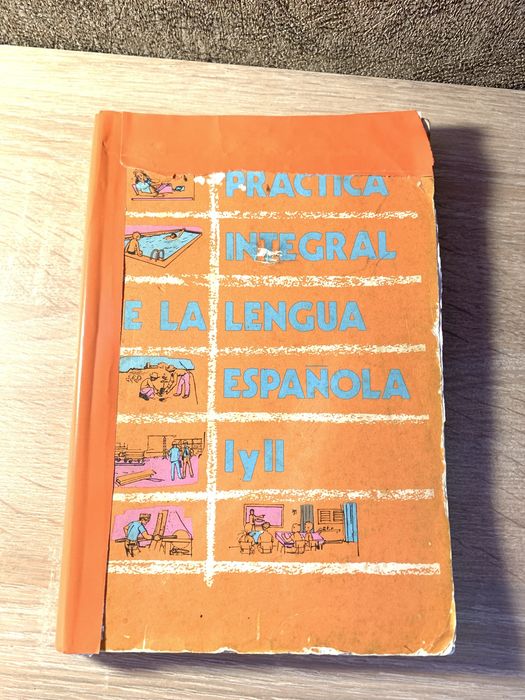 PRACTICA
INTEGRAL
E LA LENGUA
ESPAÑOLA
I y II